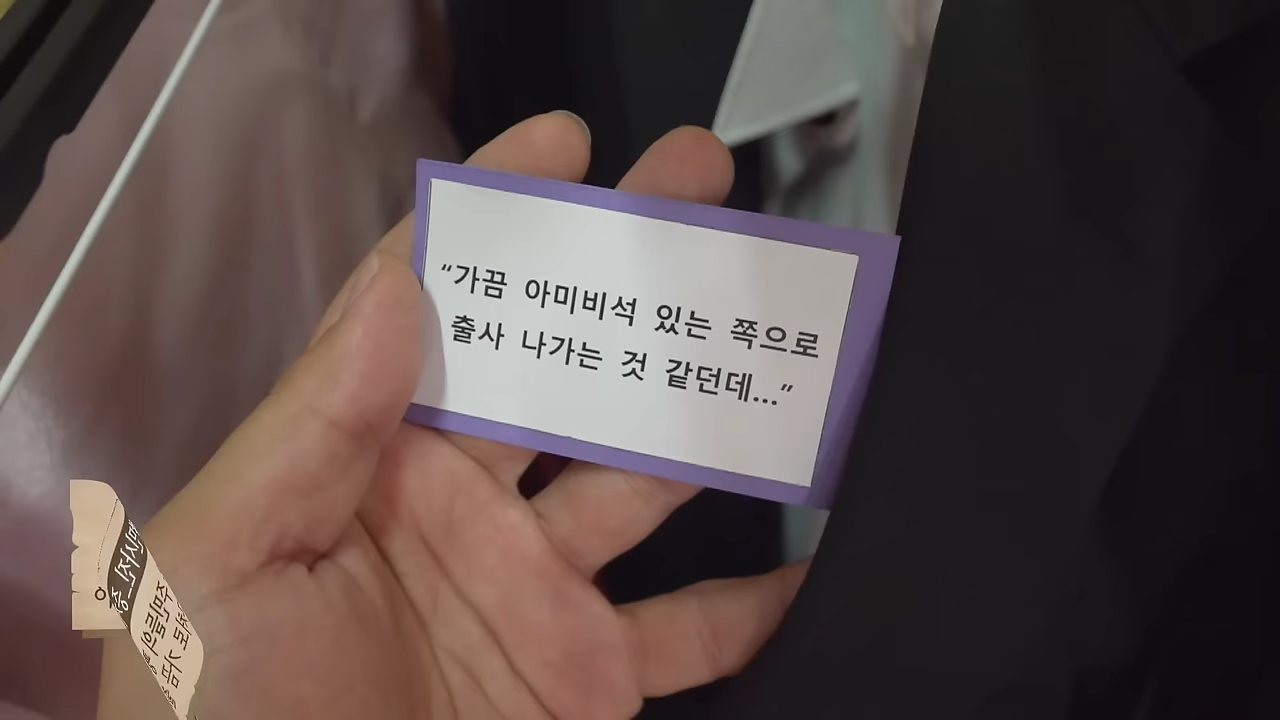 “가끔 아미비석 있는 쪽으로
출사 나가는 것 같던데...”